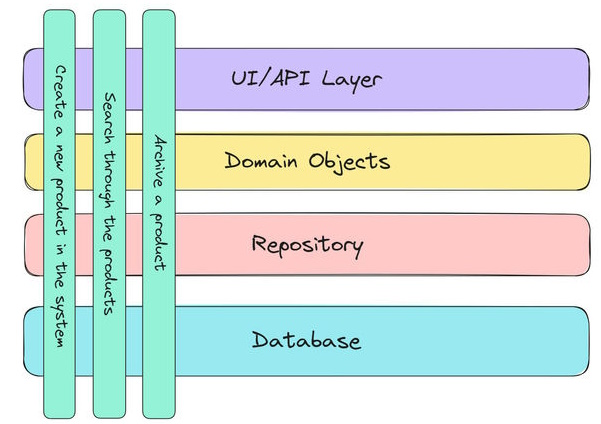 UI/API Layer
Domain Objects
Repository
Database
Create a new product in the system
Search through the products
Archive a product